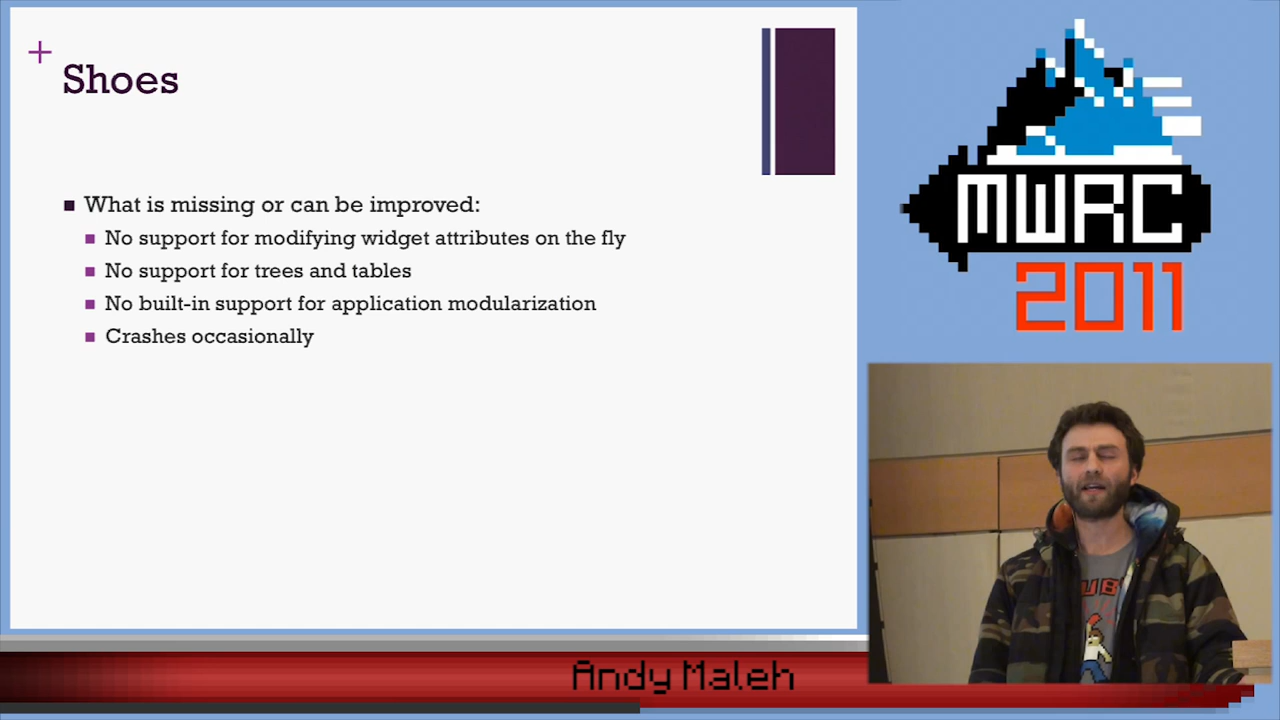 +
Shoes
What is missing or can be improved:
No support for modifying widget attributes on the fly
No support for trees and tables
No built-in support for application modularization
Crashes occasionally
MWRC
2011
Andy Maleh